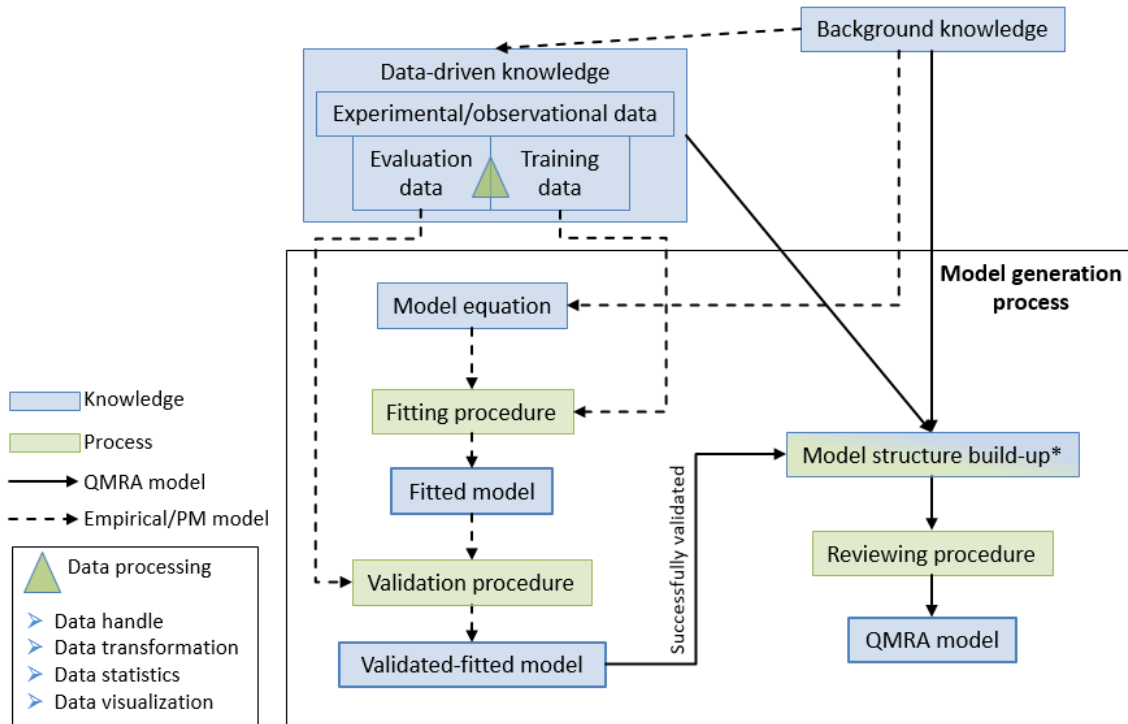 Background knowledge
Data-driven knowledge
Experimental/observational data
Evaluation
data
Training
data
Model generation
process
Model equation
Fitting procedure
Fitted model
Validation procedure
Validated-fitted model
Successfully validated
Model structure build-up*
Reviewing procedure
QMRA model
Knowledge
Process
QMRA model
Empirical/PM model
Data processing
Data handle
Data transformation
Data statistics
Data visualization